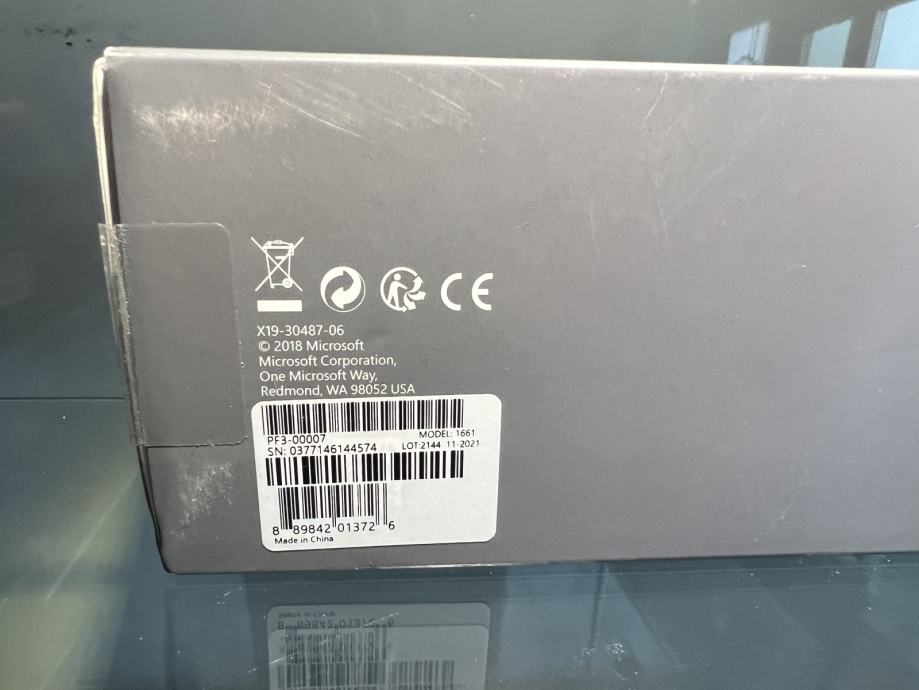 CE
X19-30487-06
© 2018 Microsoft
Microsoft Corporation,
One Microsoft Way,
Redmond, WA 98052 USA
PF3-00007 MODEL: 1661
SN: 0377146144574 LOT:2144 11-2021
8 89842 01372 6
Made in China